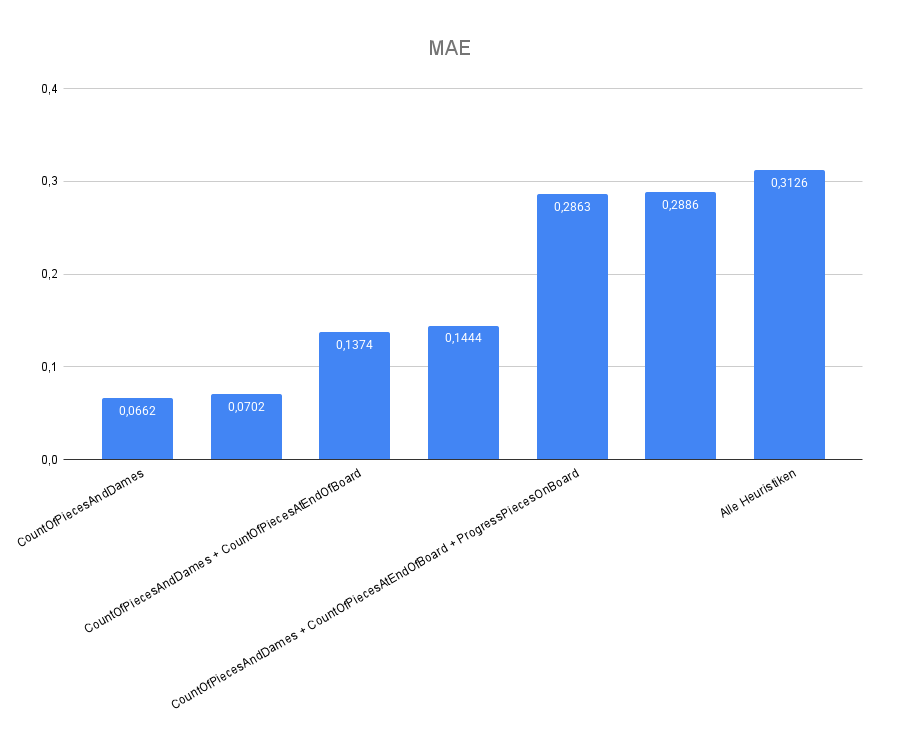 MAE
0,4
0,3
0,2
0,1
0,0
0,0662
0,0702
0,1374
0,1444
0,2863
0,2886
0,3126
CountOfPiecesAndDames
CountOfPiecesAndDames + CountOfPiecesAtEndOfBoard
CountOfPiecesAndDames + CountOfPiecesAtEndOfBoard + ProgressPiecesOnBoard
Alle Heuristiken